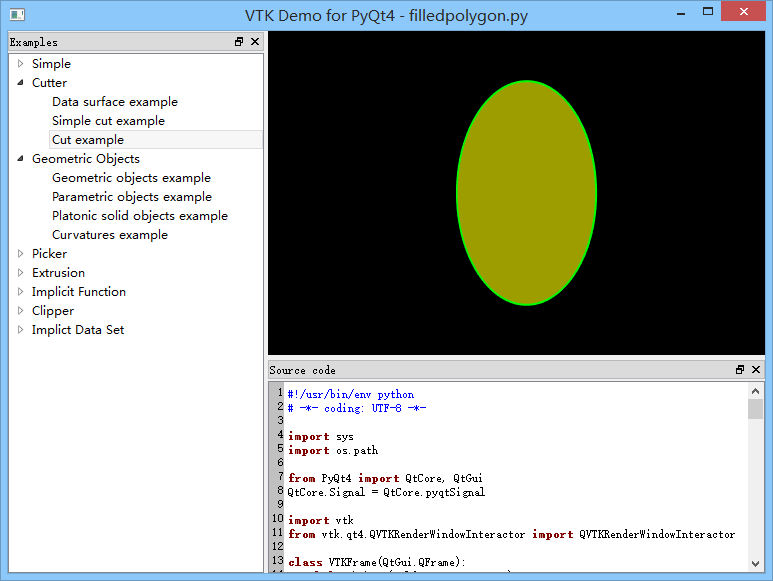 VTK Demo for PyQt4 - filledpolygon.py
Examples
Simple
Cutter
Data surface example
Simple cut example
Cut example
Geometric Objects
Geometric objects example
Parametric objects example
Platonic solid objects example
Curvatures example
Picker
Extrusion
Implicit Function
Clipper
Implict Data Set
Source code
1 #!/usr/bin/env python
2 # -*- coding: UTF-8 -*-
3
4 import sys
5 import os.path
6
7 from PyQt4 import QtCore, QtGui
8 QtCore.Signal = QtCore.pyqtSignal
9
10 import vtk
11 from vtk.qt4.QVTKRenderWindowInteractor import QVTKRenderWindowInteractor
12
13 class VTKFrame(QtGui.QFrame):